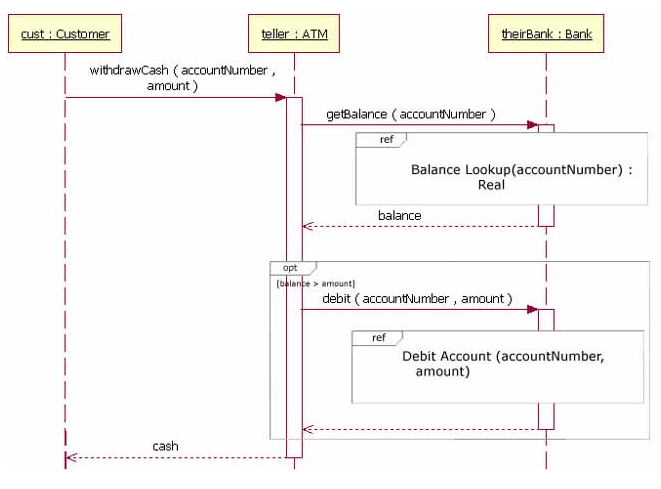 cust : Customer
teller : ATM
theirBank : Bank
withdrawCash ( accountNumber ,
amount )
getBalance ( accountNumber )
ref
Balance Lookup(accountNumber) :
Real
balance
opt
[balance > amount]
debit ( accountNumber , amount )
ref
Debit Account (accountNumber,
amount)
cash